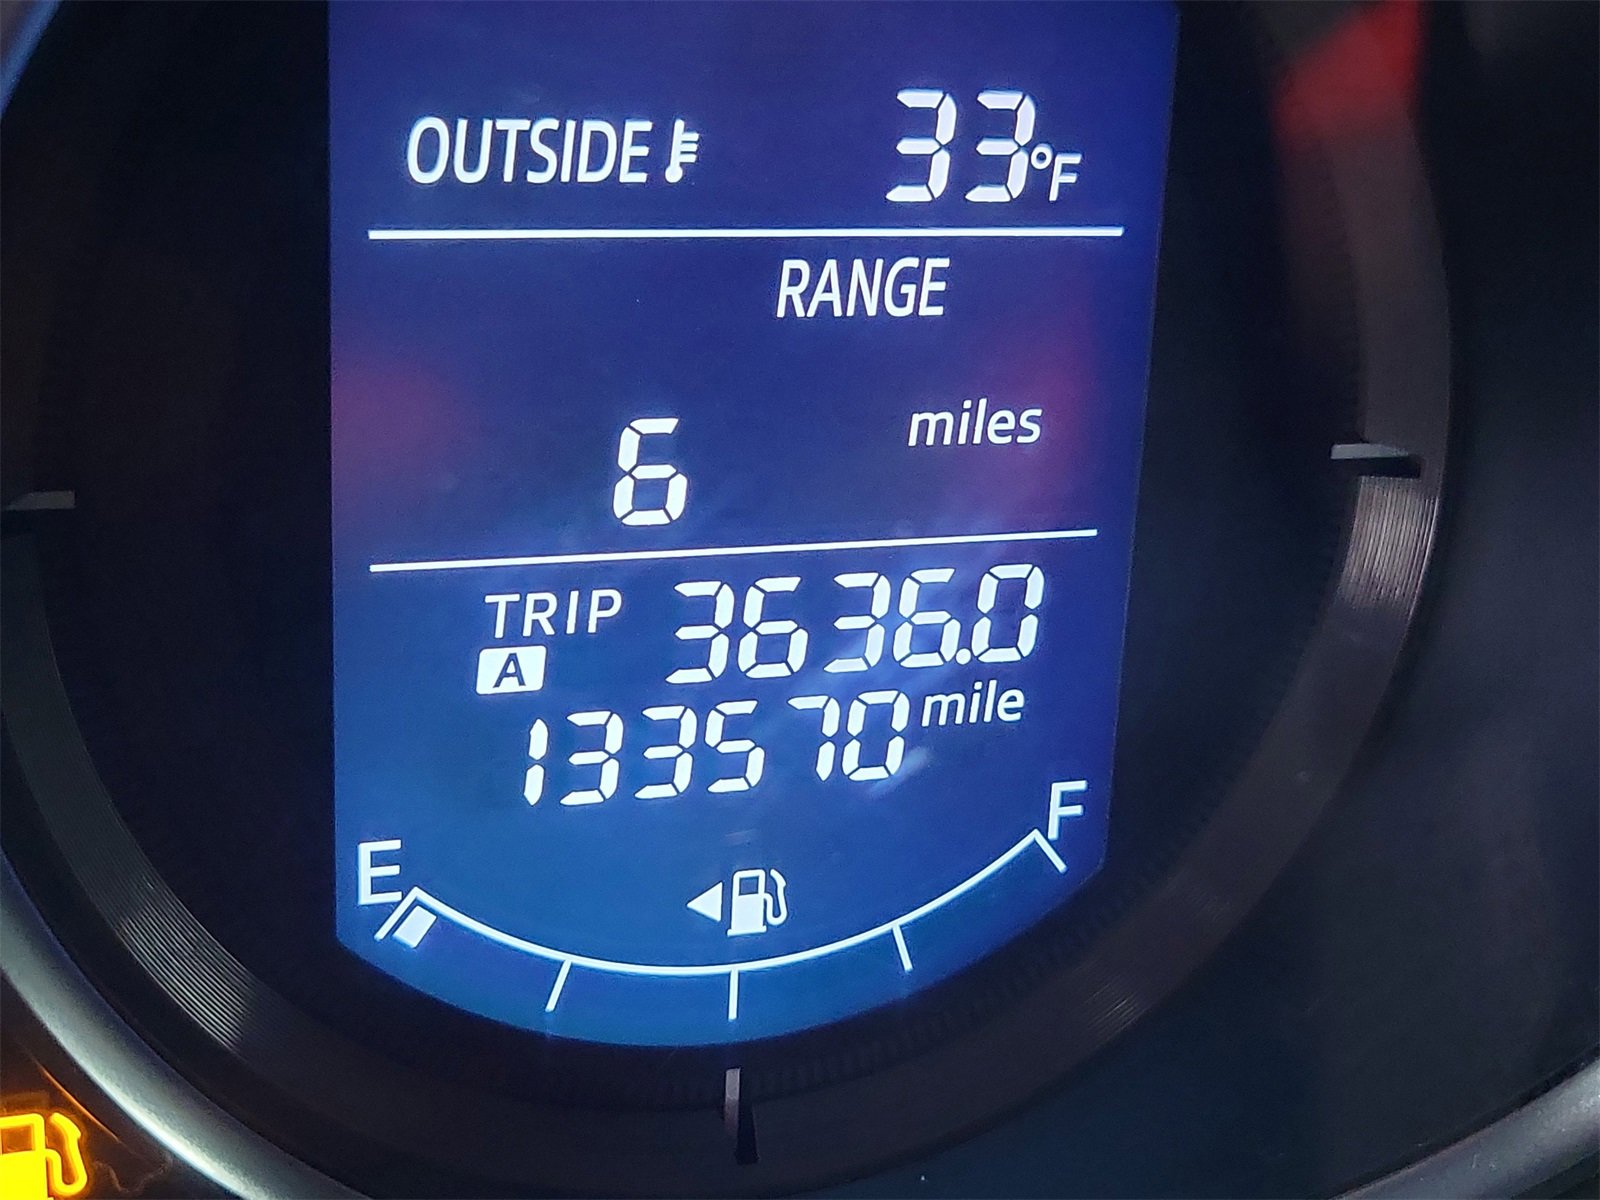 OUTSIDE 33°F
RANGE
6 miles
TRIP A 3636.0
133570 mile
E F